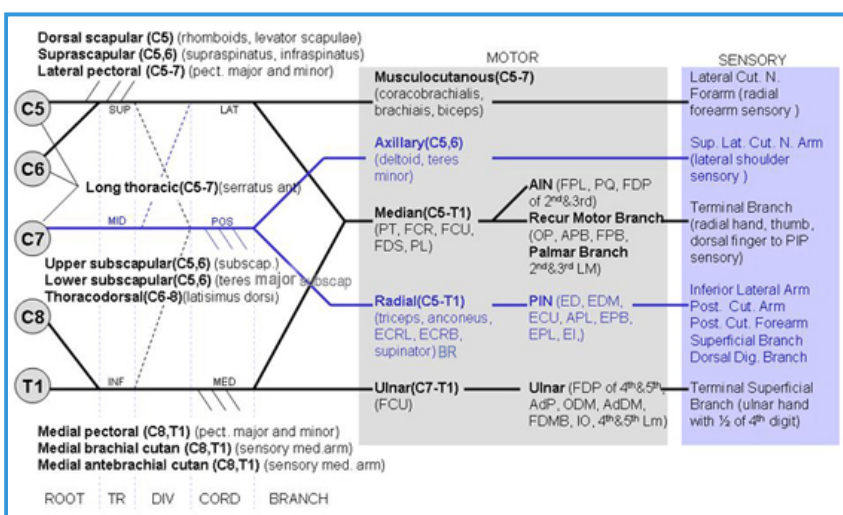 Dorsal scapular (C5) (rhomboids, levator scapulae)
Suprascapular (C5,6) (supraspinatus, infraspinatus)
Lateral pectoral (C5-7) (pect. major and minor)
C5
C6
C7
C8
T1
SUP
LAT
Long thoracic(C5-7)(serratus ant)
MID
POS
Upper subscapular(C5,6) (subscap.)
Lower subscapular(C5,6) (teres major subscap
Thoracodorsal(C6-8)(latisimus dorsi)
INF
MED
Medial pectoral (C8,T1) (pect. major and minor)
Medial brachial cutan (C8,T1) (sensory med.arm)
Medial antebrachial cutan (C8,T1) (sensory med. arm)
ROOT TR DIV CORD BRANCH
MOTOR
Musculocutanous(C5-7)
(coracobrachialis,
brachiais, biceps)
Axillary(C5,6)
(deltoid, teres
minor)
Median(C5-T1)
(PT, FCR, FCU,
FDS, PL)
AIN (FPL, PQ, FDP
of 2nd&3rd)
Recur Motor Branch
(OP, APB, FPB,
Palmar Branch
2nd&3rd LM)
Radial(C5-T1)
(triceps, anconeus,
ECRL, ECRB,
supinator) BR
PIN (ED, EDM,
ECU, APL, EPB,
EPL, EI,)
Ulnar(C7-T1)
(FCU)
Ulnar (FDP of 4th&5th,
AdP, ODM, AdDM,
FDMB, IO, 4th&5th Lm)
SENSORY
Lateral Cut. N.
Forarm (radial
forearm sensory )
Sup. Lat. Cut. N. Arm
(lateral shoulder
sensory )
Terminal Branch
(radial hand, thumb,
dorsal finger to PIP
sensory)
Inferior Lateral Arm
Post. Cut. Arm
Post. Cut. Forearm
Superficial Branch
Dorsal Dig. Branch
Terminal Superficial
Branch (ulnar hand
with ½ of 4th digit)